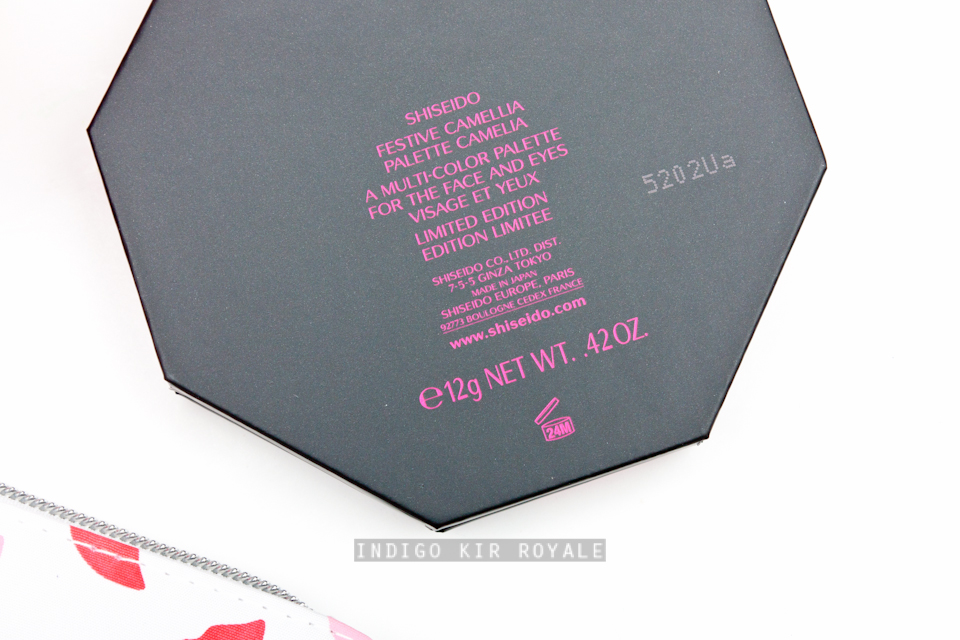 SHISEIDO
FESTIVE CAMELLIA
PALETTE CAMELIA
A MULTI-COLOR PALETTE
FOR THE FACE AND EYES
VISAGE ET YEUX
LIMITED EDITION
EDITION LIMITEE
SHISEIDO CO., LTD. DIST.
7-5-5 GINZA TOKYO
MADE IN JAPAN
SHISEIDO EUROPE, PARIS
92773 BOULOGNE CEDEX FRANCE
www.shiseido.com
℮12g NET WT. .42OZ.
24M
5202Ua
INDIGO KIR ROYALE